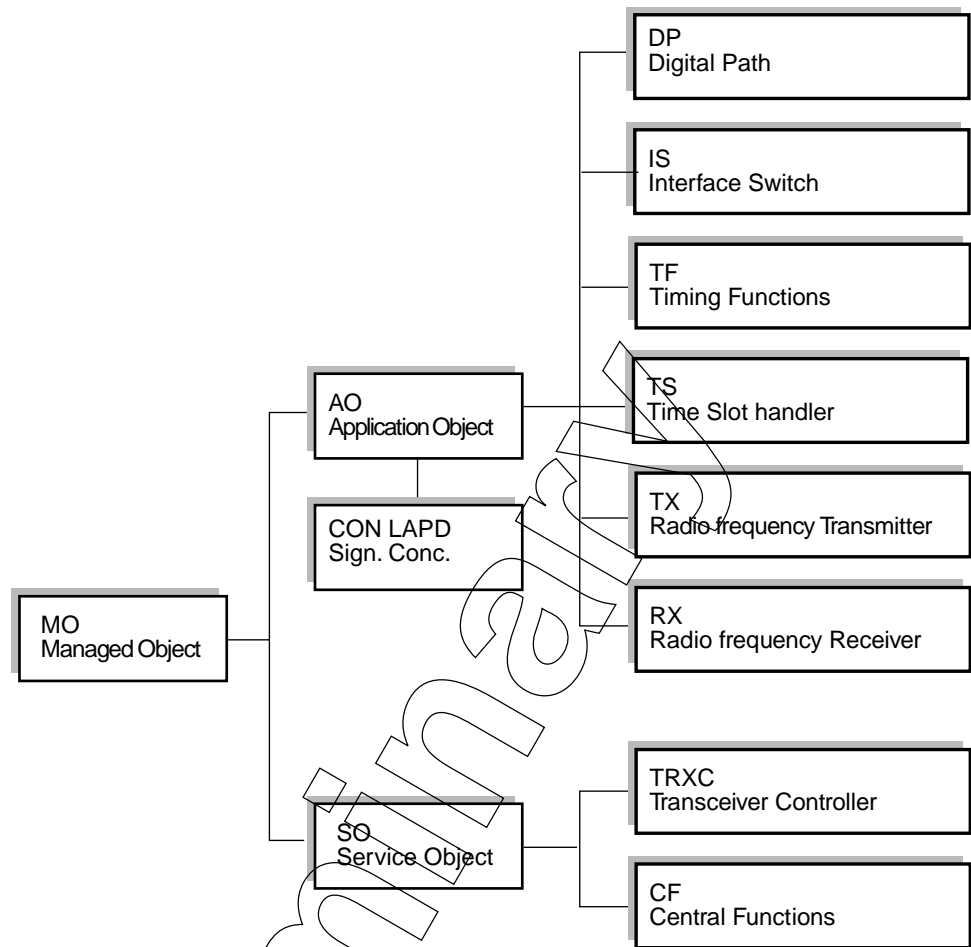 DP
Digital Path
IS
Interface Switch
TF
Timing Functions
TS
Time Slot handler
TX
Radio frequency Transmitter
RX
Radio frequency Receiver
AO
Application Object
CON LAPD
Sign. Conc.
MO
Managed Object
SO
Service Object
TRXC
Transceiver Controller
CF
Central Functions
minary